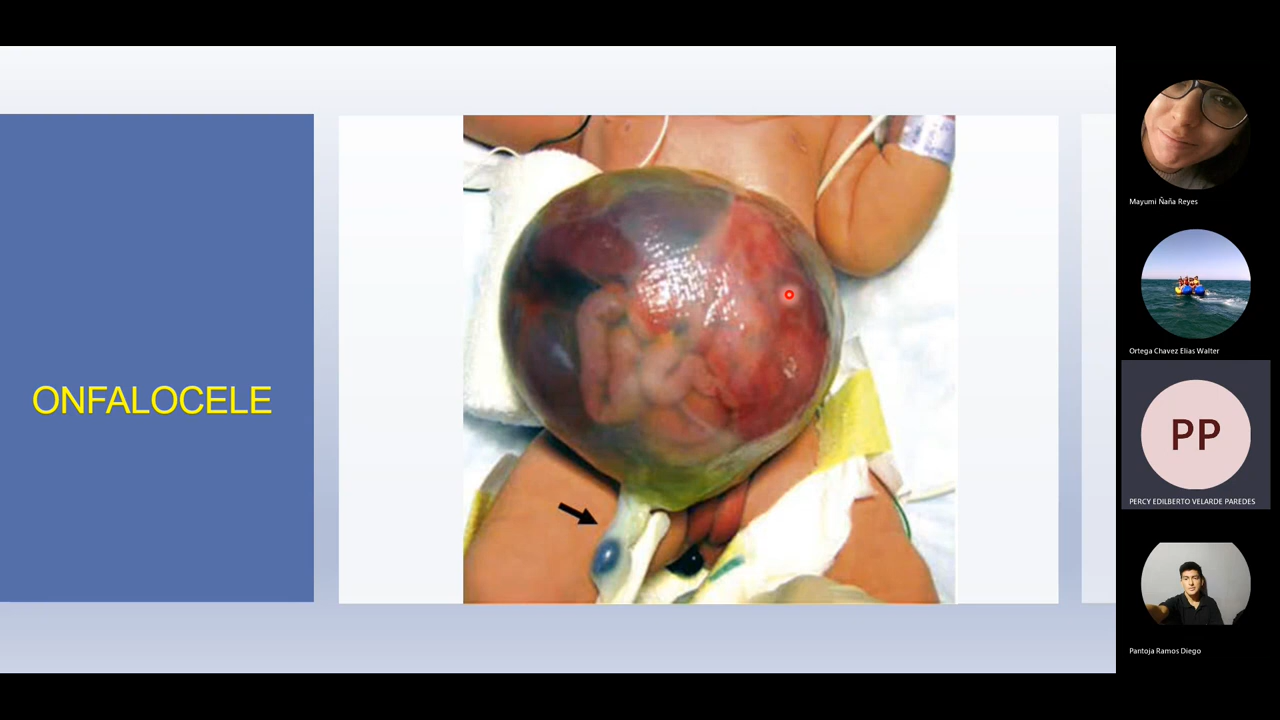 ONFALOCELE
Mayumi Ñaña Reyes
Ortega Chavez Elias Walter
PP
PERCY EDILBERTO VELARDE PAREDES
Pantoja Ramos Diego